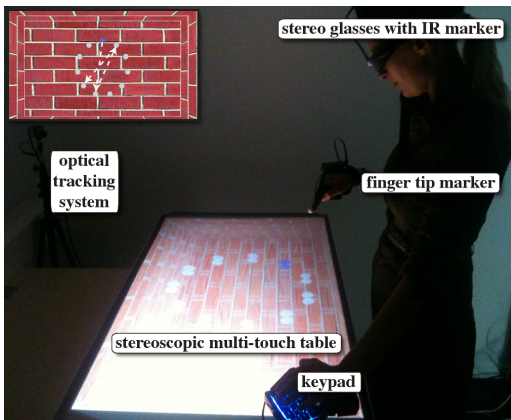 stereo glasses with IR marker
optical
tracking
system
finger tip marker
stereoscopic multi-touch table
keypad